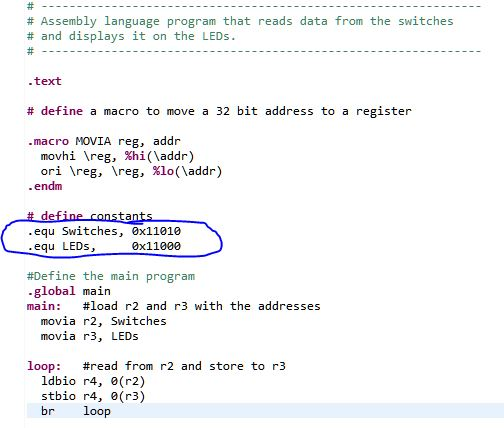 # ---------------------------------------------------------------
# Assembly language program that reads data from the switches
# and displays it on the LEDs.
# ---------------------------------------------------------------
.text
# define a macro to move a 32 bit address to a register
.macro MOVIA reg, addr
  movhi \reg, %hi(\addr)
  ori \reg, \reg, %lo(\addr)
.endm
# define constants
.equ Switches, 0x11010
.equ LEDs,     0x11000
#Define the main program
.global main
main:   #load r2 and r3 with the addresses
  movia r2, Switches
  movia r3, LEDs
loop:   #read from r2 and store to r3
  ldbio r4, 0(r2)
  stbio r4, 0(r3)
  br    loop